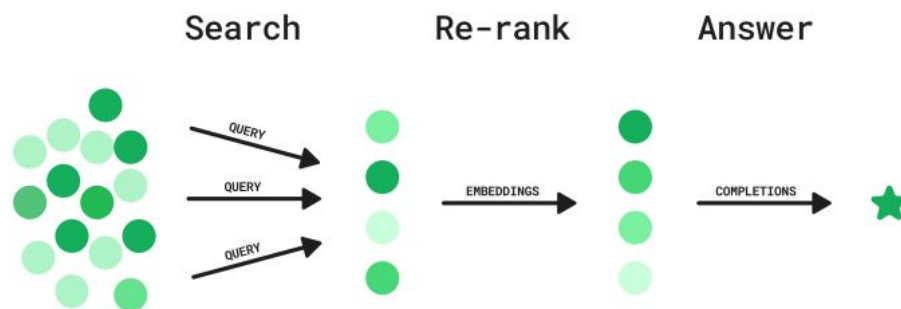 Search
Re-rank
Answer
QUERY
QUERY
QUERY
EMBEDDINGS
COMPLETIONS